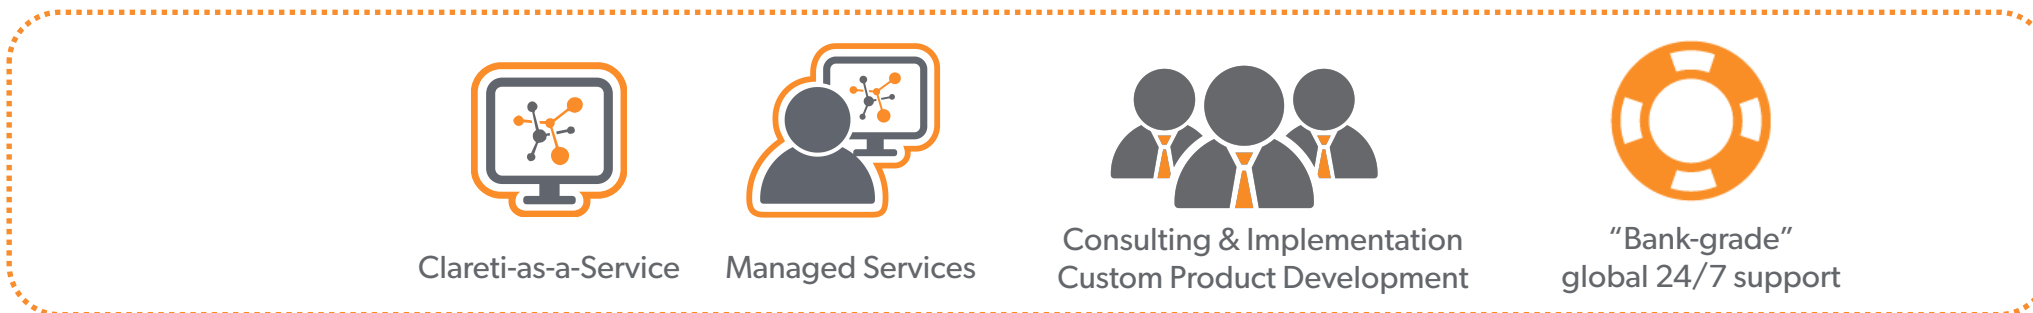 Clareti-as-a-Service
Managed Services
Consulting & Implementation
Custom Product Development
“Bank-grade”
global 24/7 support